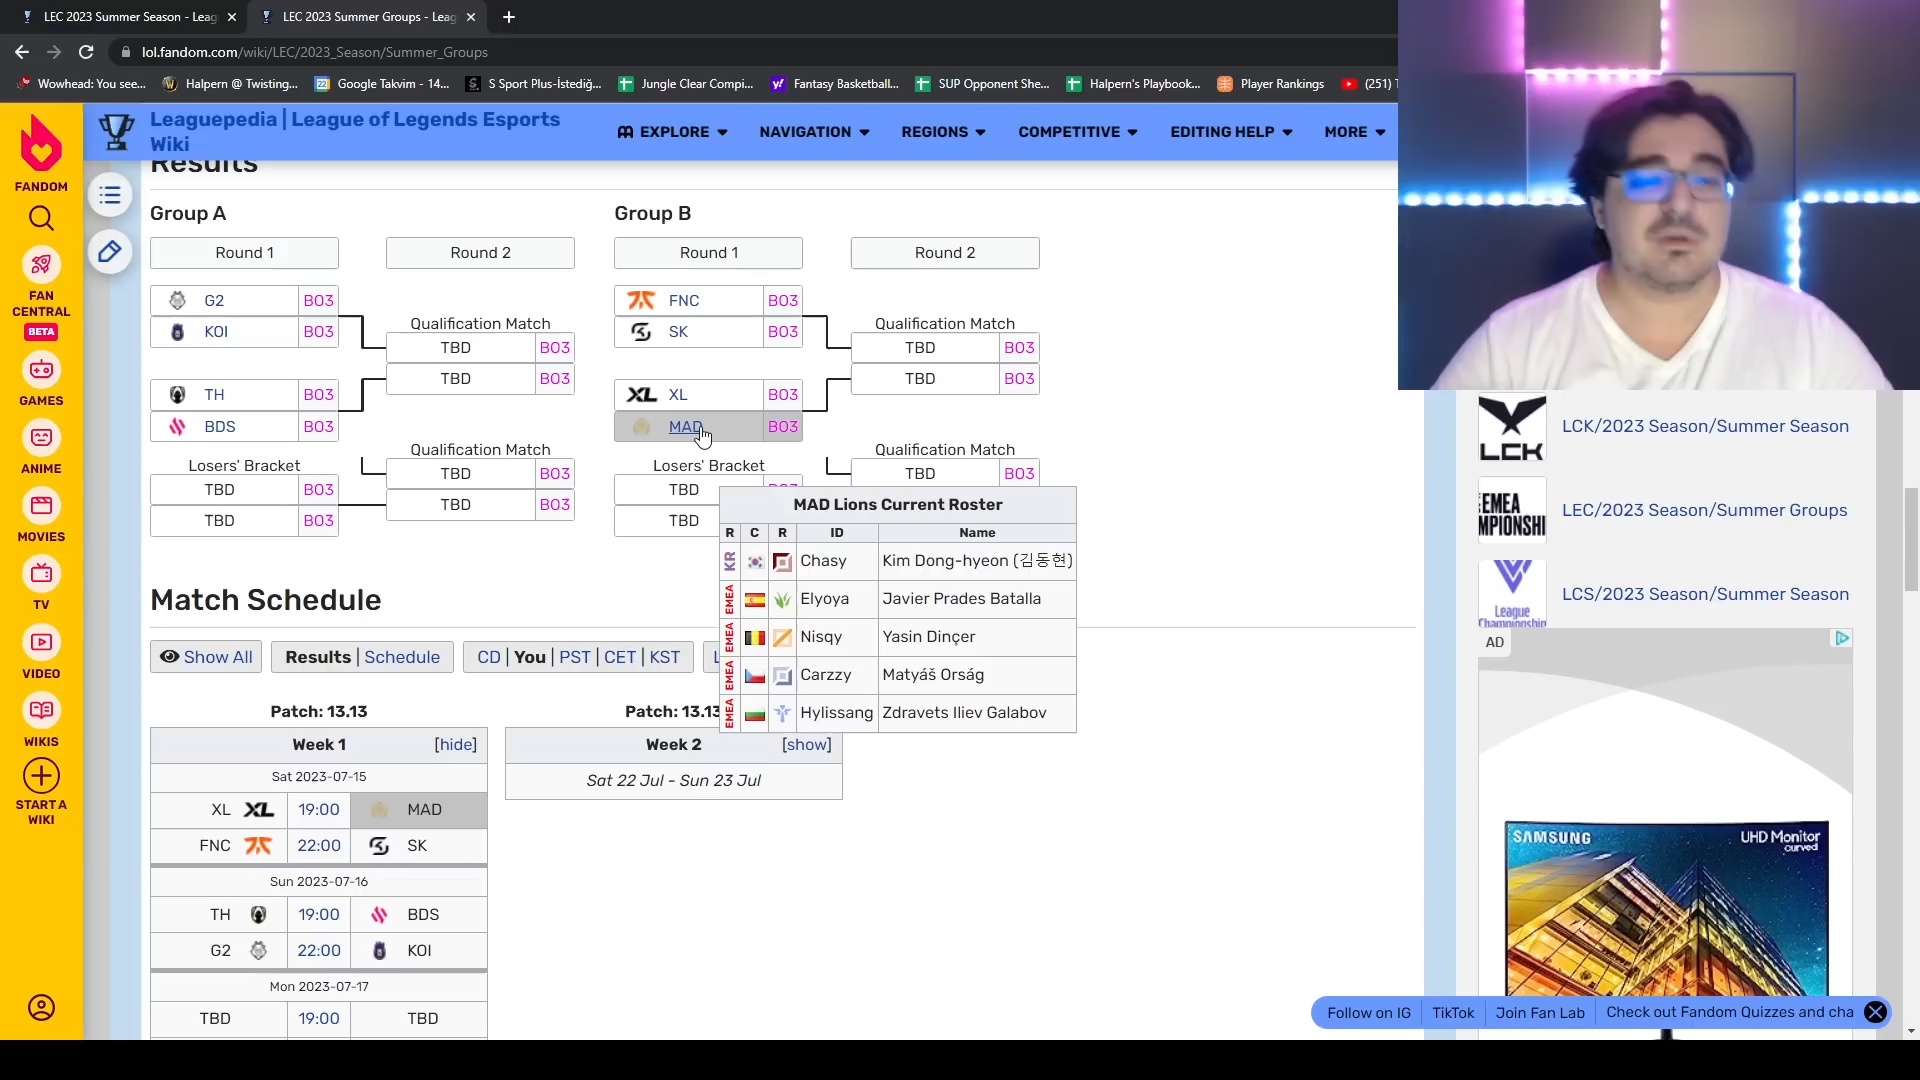 LEC 2023 Summer Season - Leag
LEC 2023 Summer Groups - Leag
lol.fandom.com/wiki/LEC/2023_Season/Summer_Groups
Wowhead: You see...
Halpern @ Twisting...
Google Takvim - 14...
S Sport Plus-İstediğ...
Jungle Clear Compi...
Fantasy Basketball...
SUP Opponent She...
Halpern's Playbook...
Player Rankings
(251)
Leaguepedia | League of Legends Esports
Wiki
EXPLORE
NAVIGATION
REGIONS
COMPETITIVE
EDITING HELP
MORE
FANDOM
FAN
CENTRAL
BETA
GAMES
ANIME
MOVIES
TV
VIDEO
WIKIS
START A
WIKI
Results
Group A
Round 1
Round 2
G2 BO3
KOI BO3
TH BO3
BDS BO3
Qualification Match
TBD BO3
TBD BO3
Losers' Bracket
TBD BO3
TBD BO3
Qualification Match
TBD BO3
TBD BO3
Group B
Round 1
Round 2
FNC BO3
SK BO3
XL XL BO3
MAD BO3
Qualification Match
TBD BO3
TBD BO3
Losers' Bracket
TBD
TBD
Qualification Match
TBD BO3
MAD Lions Current Roster
R C R ID Name
KR Chasy Kim Dong-hyeon (김동현)
EMEA Elyoya Javier Prades Batalla
EMEA Nisqy Yasin Dinçer
EMEA Carzzy Matyáš Orság
EMEA Hylissang Zdravets Iliev Galabov
Match Schedule
Show All
Results | Schedule
CD | You | PST | CET | KST
Patch: 13.13
Week 1 [hide]
Sat 2023-07-15
XL XL 19:00 MAD
FNC 22:00 SK
Sun 2023-07-16
TH 19:00 BDS
G2 22:00 KOI
Mon 2023-07-17
TBD 19:00 TBD
Patch: 13.13
Week 2 [show]
Sat 22 Jul - Sun 23 Jul
LCK
LCK/2023 Season/Summer Season
EMEA
MPIONSHI
LEC/2023 Season/Summer Groups
League
Championship
LCS/2023 Season/Summer Season
AD
SAMSUNG
UHD Monitor
curved
Follow on IG
TikTok
Join Fan Lab
Check out Fandom Quizzes and cha